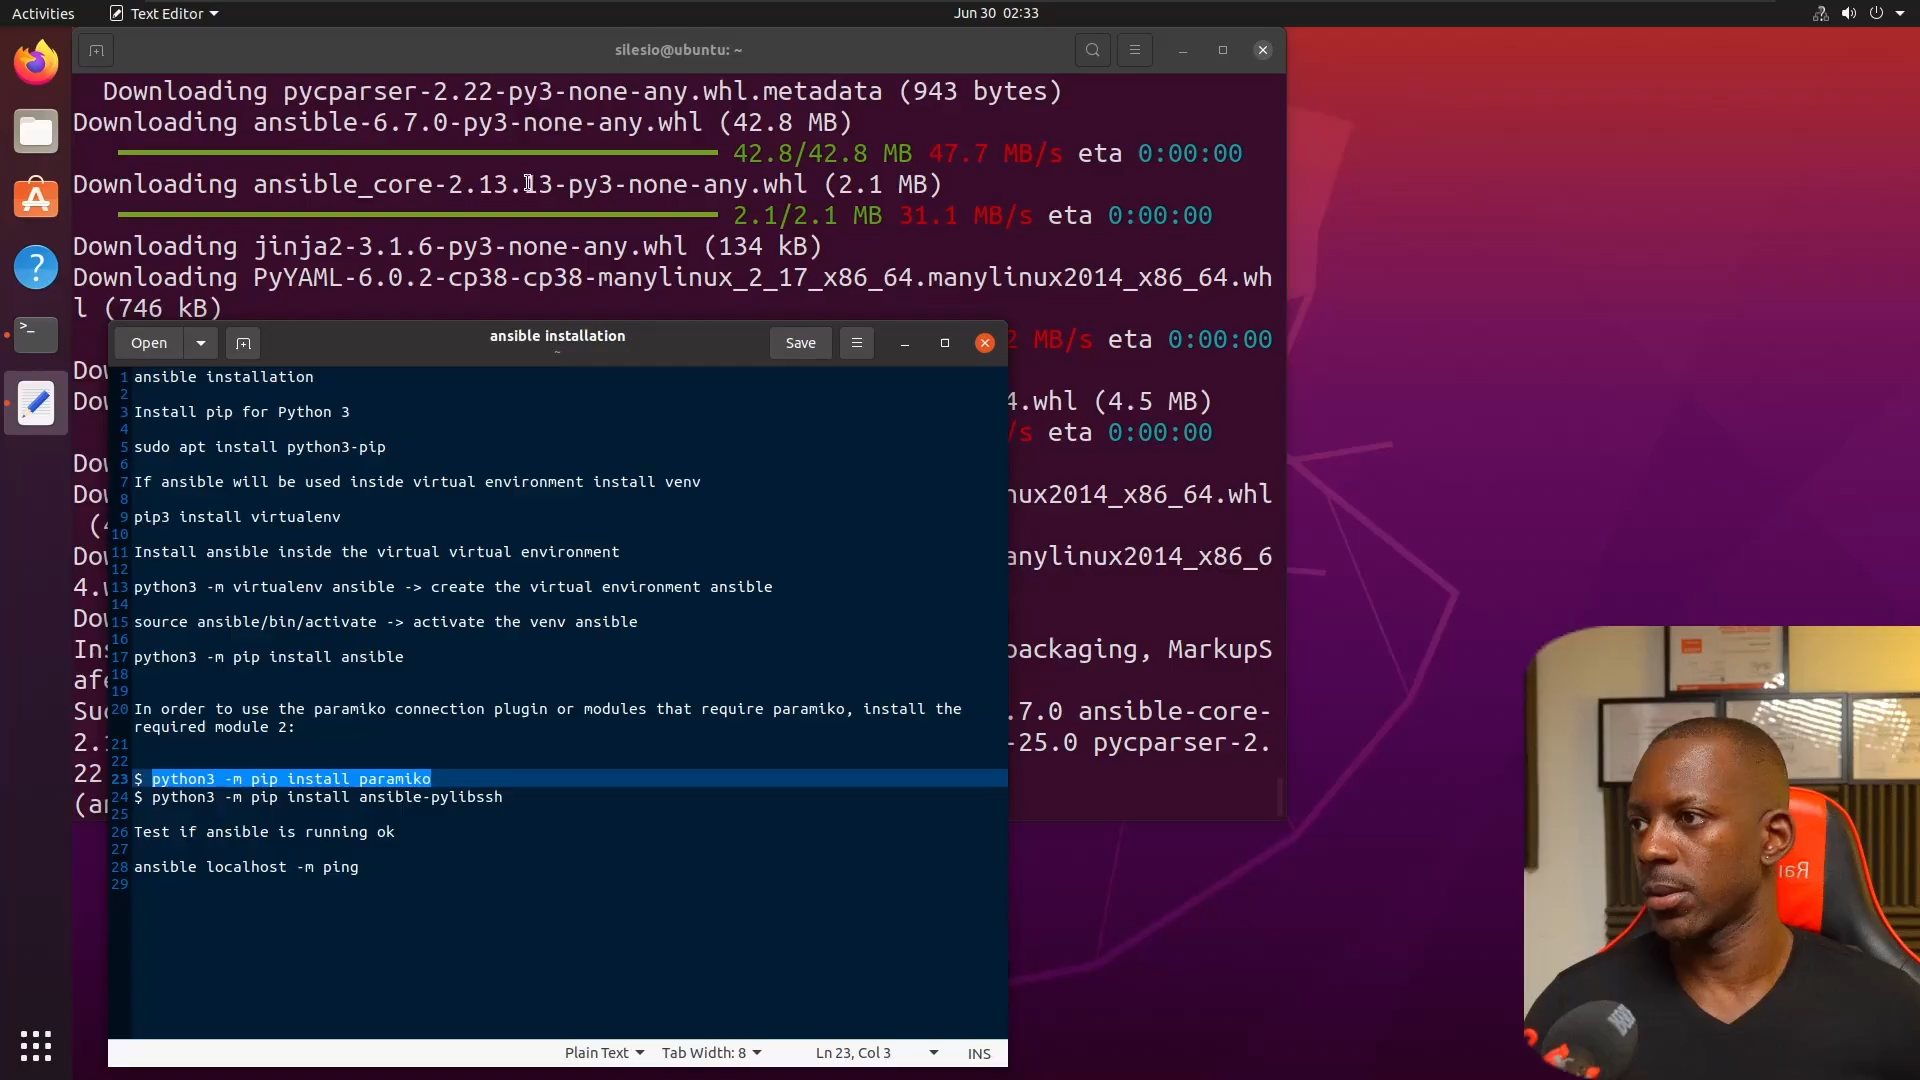 Activities
Text Editor
Jun 30 02:33
silesio@ubuntu: ~
Downloading pycparser-2.22-py3-none-any.whl.metadata (943 bytes)
Downloading ansible-6.7.0-py3-none-any.whl (42.8 MB)
42.8/42.8 MB 47.7 MB/s eta 0:00:00
Downloading ansible_core-2.13.13-py3-none-any.whl (2.1 MB)
2.1/2.1 MB 31.1 MB/s eta 0:00:00
Downloading jinja2-3.1.6-py3-none-any.whl (134 kB)
Downloading PyYAML-6.0.2-cp38-cp38-manylinux_2_17_x86_64.manylinux2014_x86_64.wh
l (746 kB)
2 MB/s eta 0:00:00
4.whl (4.5 MB)
/s eta 0:00:00
nux2014_x86_64.whl
anylinux2014_x86_6
4.w
packaging, MarkupS
.7.0 ansible-core-
2.
-25.0 pycparser-2.
22
Open
ansible installation
~
Save
1 ansible installation
2
3 Install pip for Python 3
4
5 sudo apt install python3-pip
6
7 If ansible will be used inside virtual environment install venv
8
9 pip3 install virtualenv
10
11 Install ansible inside the virtual virtual environment
12
13 python3 -m virtualenv ansible -> create the virtual environment ansible
14
15 source ansible/bin/activate -> activate the venv ansible
16
17 python3 -m pip install ansible
18
19
20 In order to use the paramiko connection plugin or modules that require paramiko, install the
required module 2:
21
22
23 $ python3 -m pip install paramiko
24 $ python3 -m pip install ansible-pylibssh
25
26 Test if ansible is running ok
27
28 ansible localhost -m ping
29
Plain Text
Tab Width: 8
Ln 23, Col 3
INS